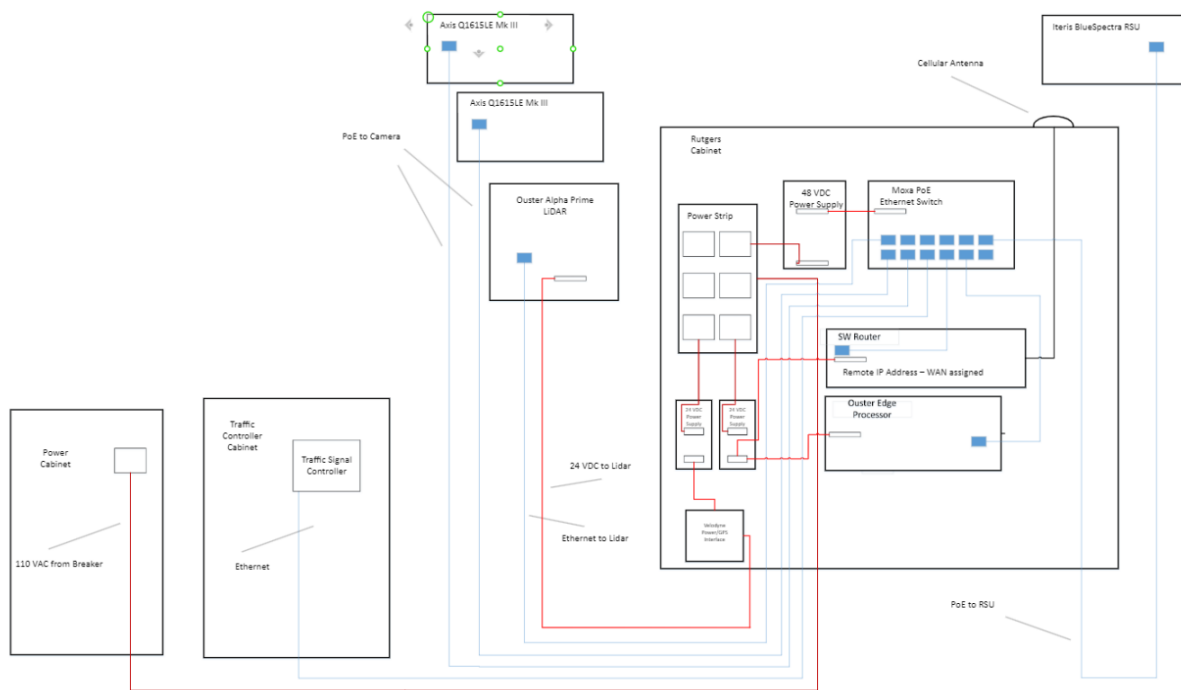 Axis Q1615LE Mk III
Iteris BlueSpectra RSU
Cellular Antenna
Axis Q1615LE Mk III
PoE to Camera
Rutgers
Cabinet
48 VDC
Power Supply
Moxa PoE
Ethernet Switch
Ouster Alpha Prime
LiDAR
Power Strip
SW Router
Remote IP Address – WAN assigned
Ouster Edge
Processor
24 VDC
Power
Supply
24 VDC
Power
Supply
Power
Cabinet
Traffic
Controller
Cabinet
Traffic Signal
Controller
24 VDC to Lidar
Velodyne
Power/GPS
Interface
Ethernet to Lidar
110 VAC from Breaker
Ethernet
PoE to RSU